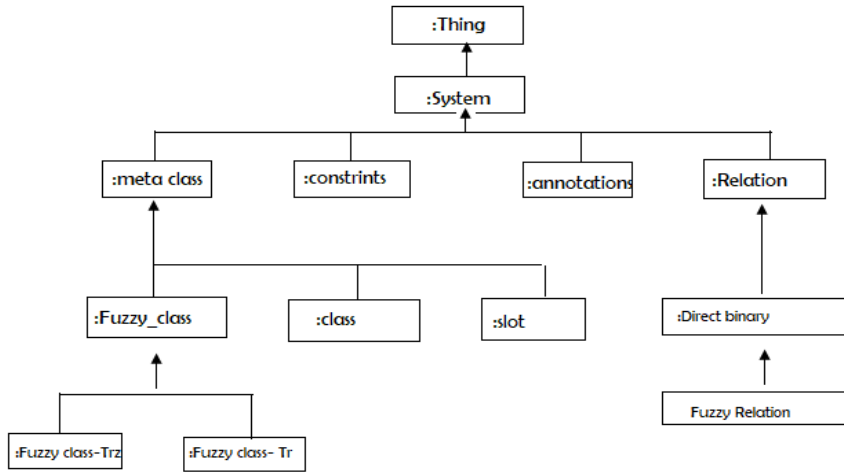 :Thing
:System
:meta class
:constrints
:annotations
:Relation
:Fuzzy_class
:class
:slot
:Direct binary
Fuzzy Relation
:Fuzzy class-Trz
:Fuzzy class- Tr